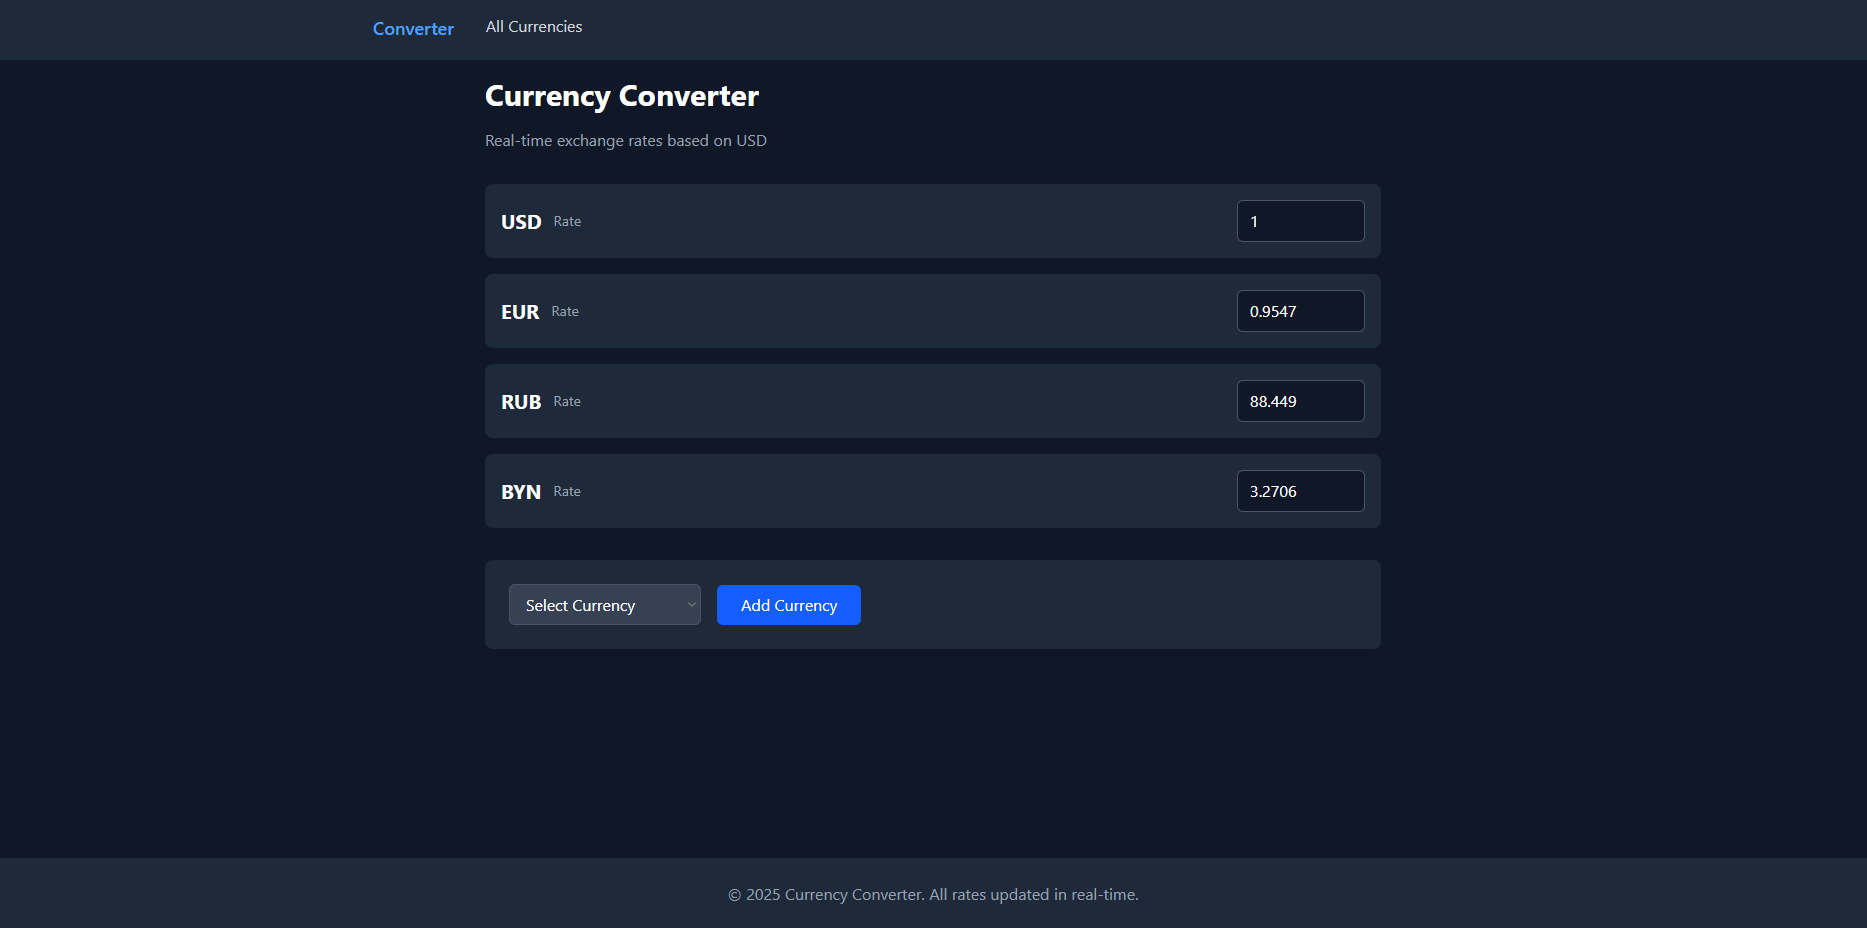 Converter All Currencies
Currency Converter
Real-time exchange rates based on USD
USD Rate 1
EUR Rate 0.9547
RUB Rate 88.449
BYN Rate 3.2706
Select Currency Add Currency
© 2025 Currency Converter. All rates updated in real-time.